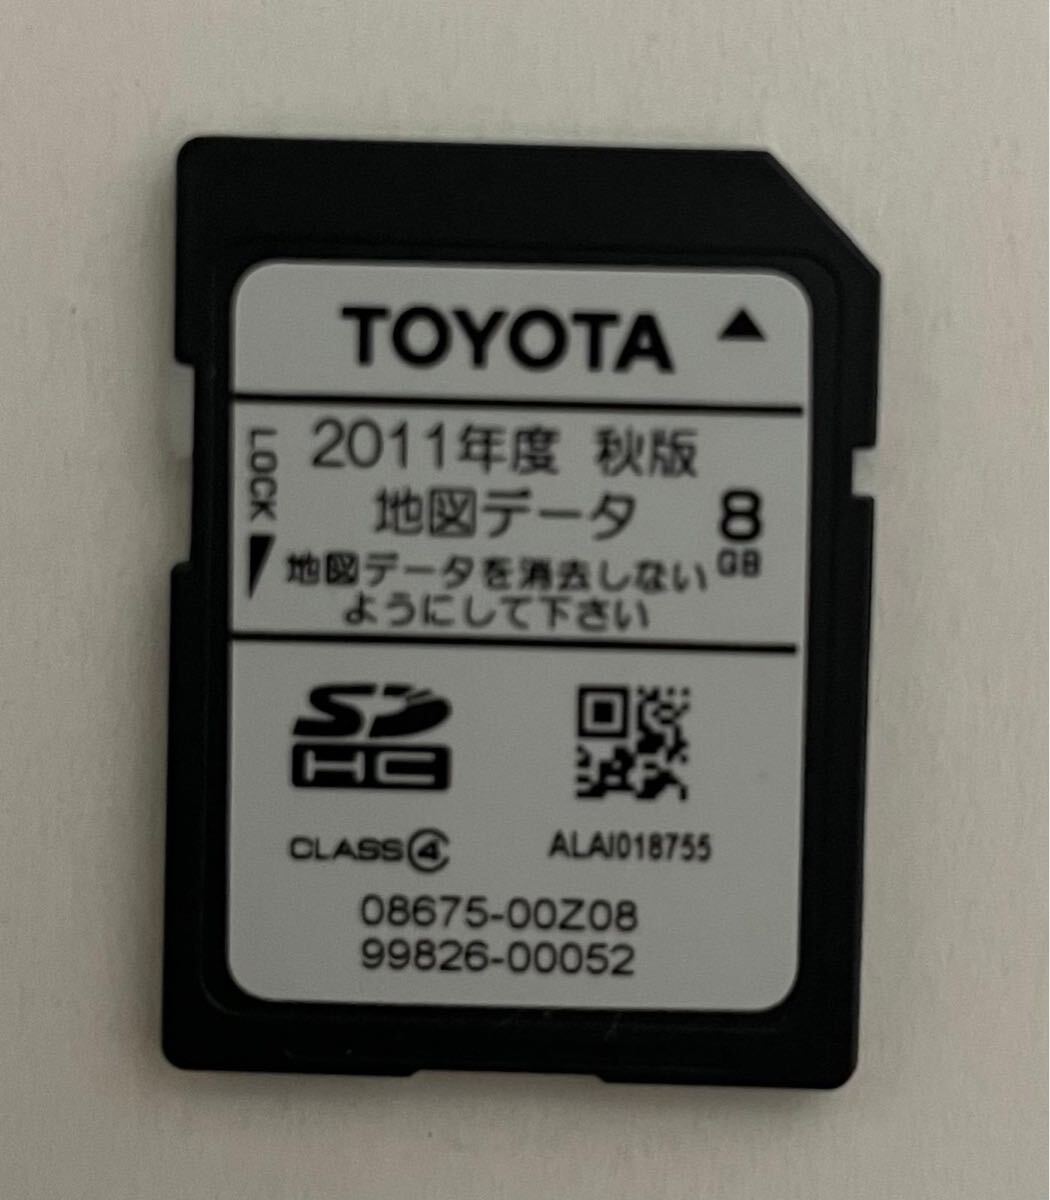 TOYOTA ▲
2011年度 秋版
地図データ
8
GB
地図データを消去しない
ようにして下さい
LOCK
SD
HC
CLASS④
ALAI018755
08675-00Z08
99826-00052